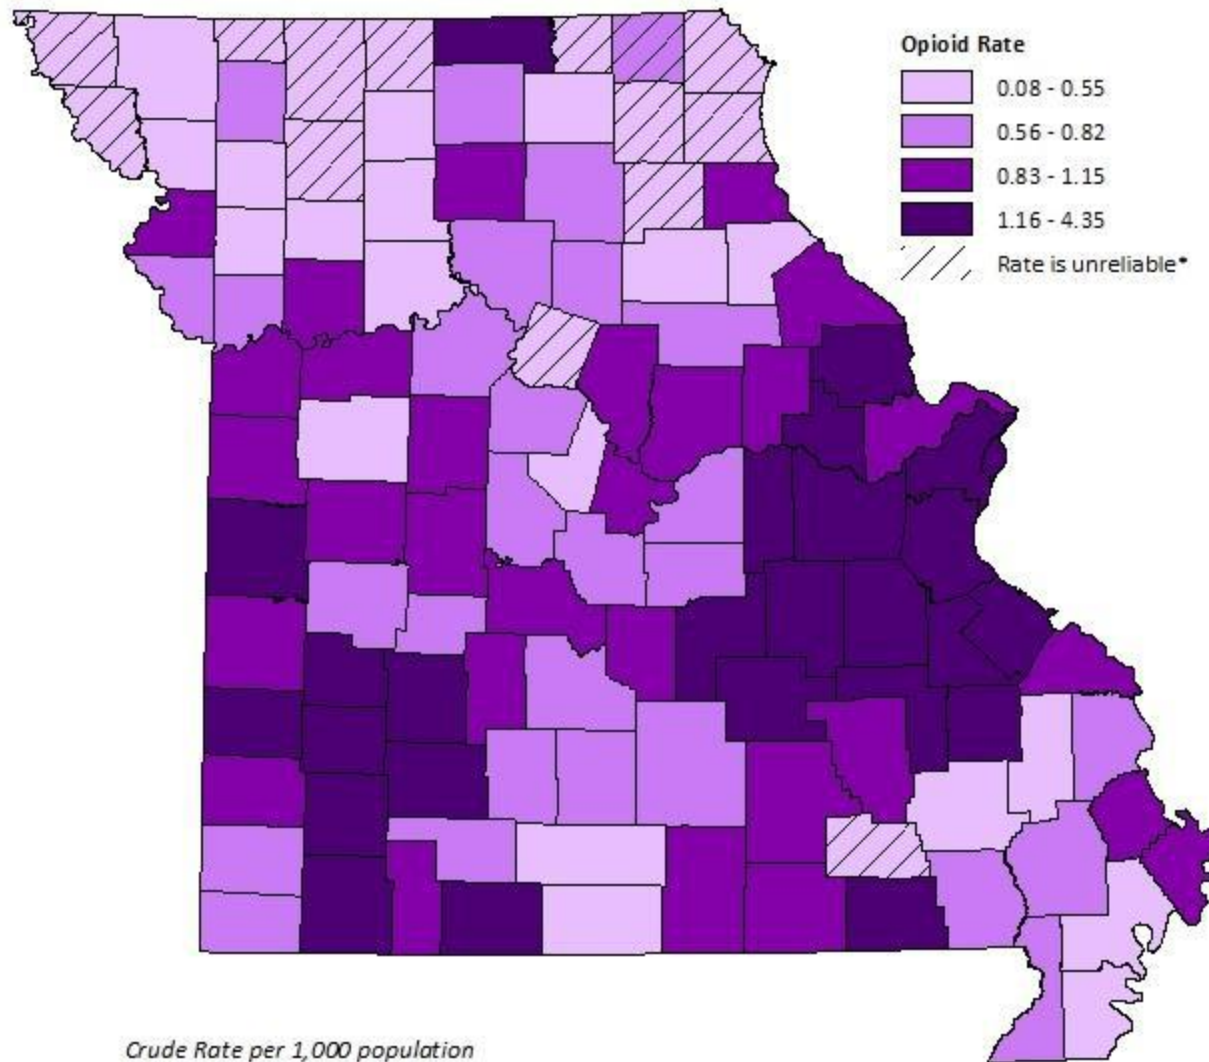 Opioid Rate
0.08 - 0.55
0.56 - 0.82
0.83 - 1.15
1.16 - 4.35
Rate is unreliable*
Crude Rate per 1,000 population